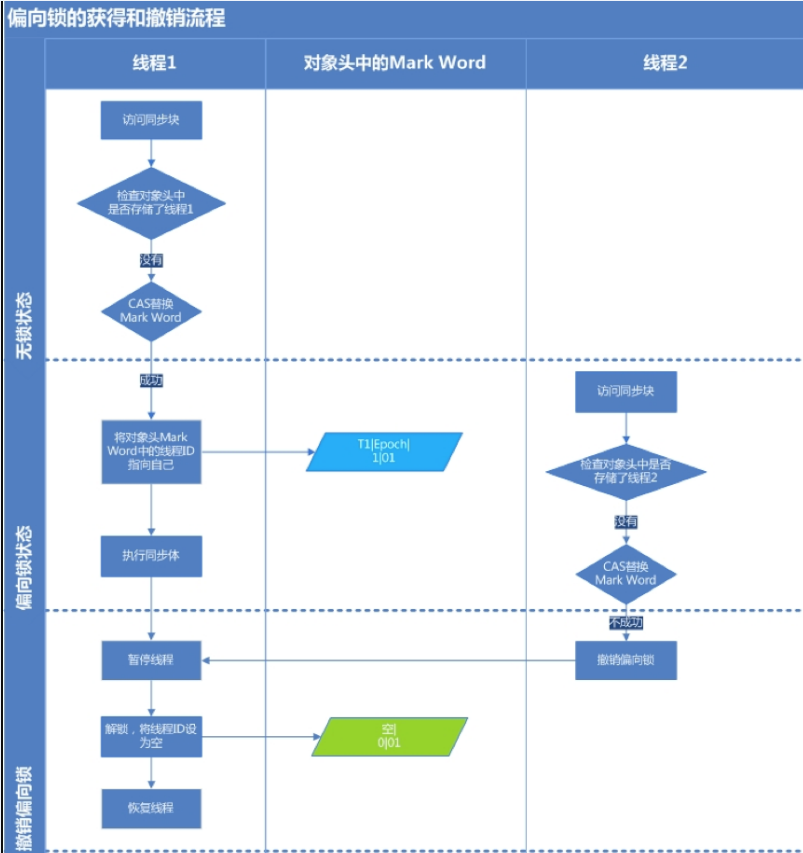 偏向锁的获得和撤销流程
线程1
对象头中的Mark Word
线程2
无锁状态
访问同步块
检查对象头中
是否存储了线程1
没有
CAS替换
Mark Word
偏向锁状态
成功
将对象头Mark
Word中的线程ID
指向自己
T1|Epoch|
1|01
执行同步体
访问同步块
检查对象头中是否
存储了线程2
没有
CAS替换
Mark Word
不成功
撤销偏向锁
撤销偏向锁
暂停线程
解锁，将线程ID设
为空
空|
0|01
恢复线程